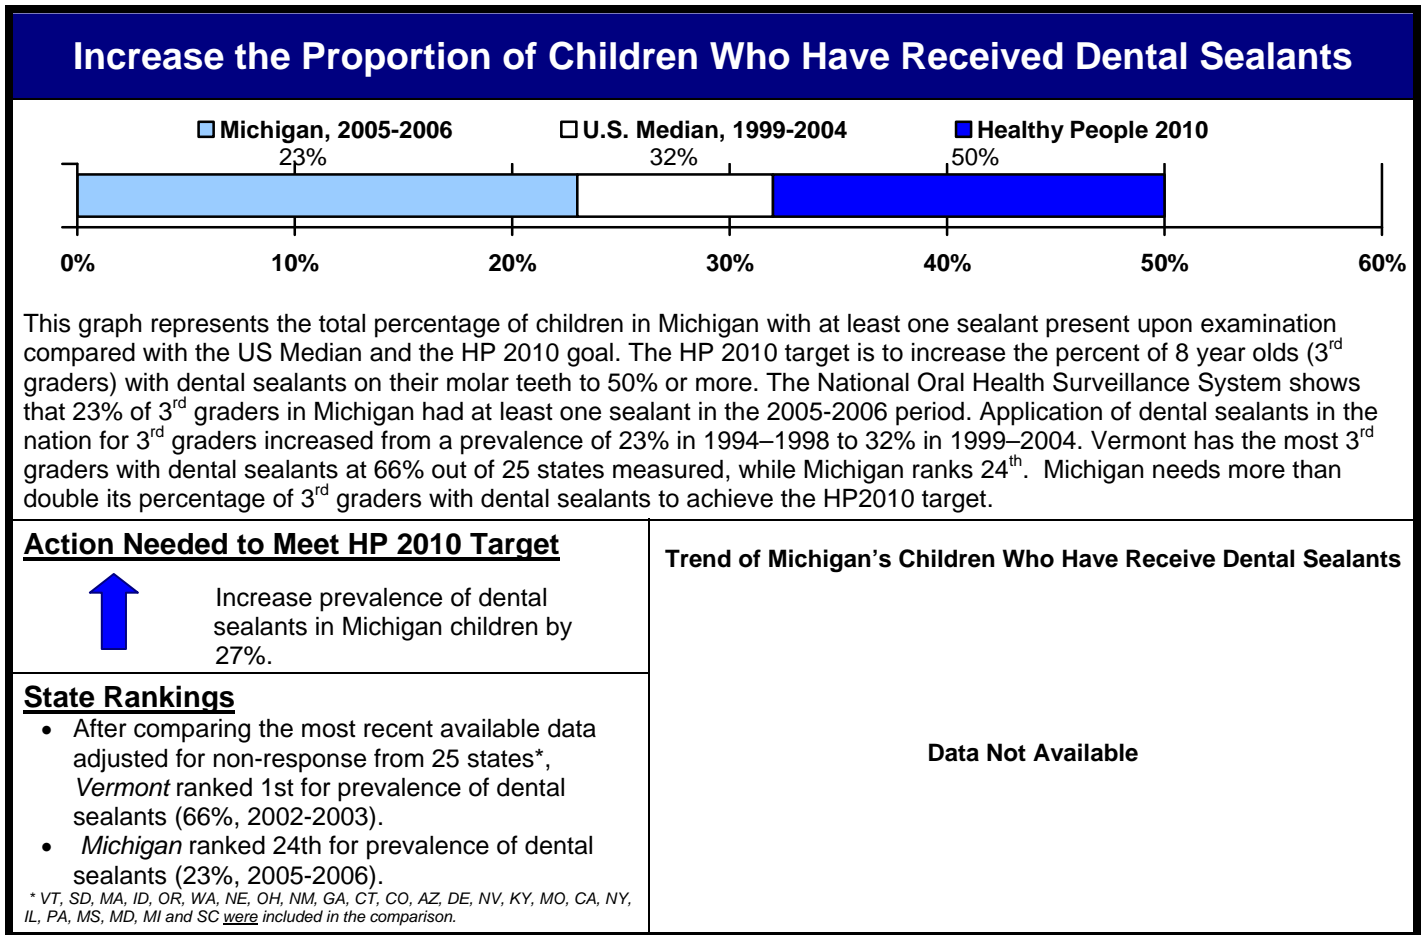 Increase the Proportion of Children Who Have Received Dental Sealants
Michigan, 2005-2006 U.S. Median, 1999-2004 Healthy People 2010
23% 32% 50%
0% 10% 20% 30% 40% 50% 60%
This graph represents the total percentage of children in Michigan with at least one sealant present upon examination
compared with the US Median and the HP 2010 goal. The HP 2010 target is to increase the percent of 8 year olds (3rd
graders) with dental sealants on their molar teeth to 50% or more. The National Oral Health Surveillance System shows
that 23% of 3rd graders in Michigan had at least one sealant in the 2005-2006 period. Application of dental sealants in the
nation for 3rd graders increased from a prevalence of 23% in 1994–1998 to 32% in 1999–2004. Vermont has the most 3rd
graders with dental sealants at 66% out of 25 states measured, while Michigan ranks 24th. Michigan needs more than
double its percentage of 3rd graders with dental sealants to achieve the HP2010 target.
Action Needed to Meet HP 2010 Target
Increase prevalence of dental
sealants in Michigan children by
27%.
State Rankings
• After comparing the most recent available data
adjusted for non-response from 25 states*,
Vermont ranked 1st for prevalence of dental
sealants (66%, 2002-2003).
• Michigan ranked 24th for prevalence of dental
sealants (23%, 2005-2006).
* VT, SD, MA, ID, OR, WA, NE, OH, NM, GA, CT, CO, AZ, DE, NV, KY, MO, CA, NY,
IL, PA, MS, MD, MI and SC were included in the comparison.
Trend of Michigan’s Children Who Have Receive Dental Sealants
Data Not Available